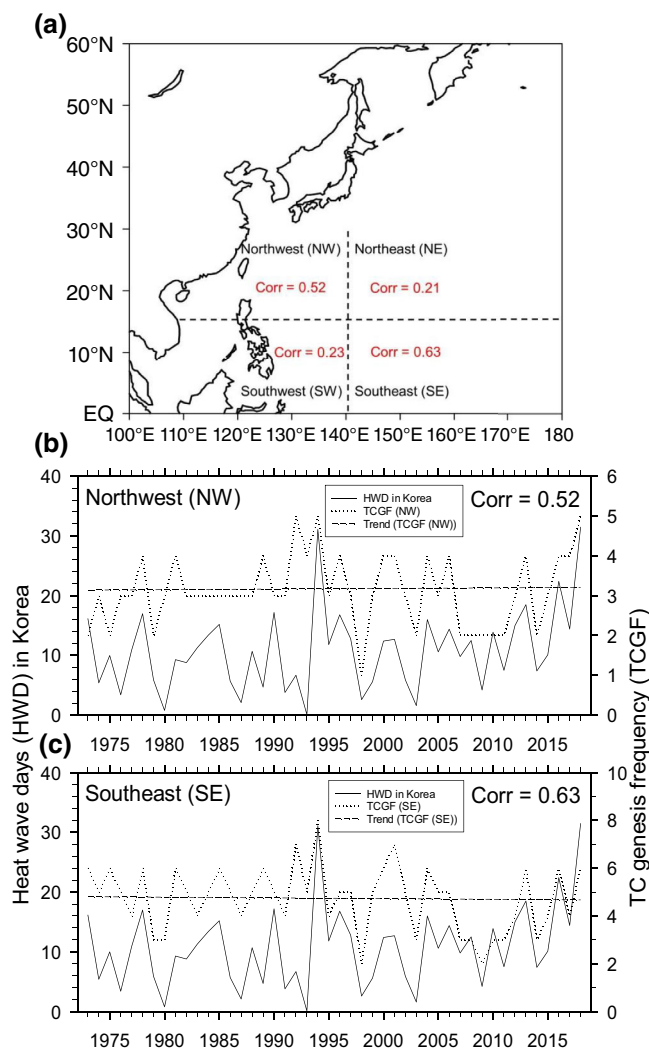 (a)
60°N
50°N
40°N
30°N
20°N
10°N
EQ
Northwest (NW) Northeast (NE)
Corr = 0.52 Corr = 0.21
Corr = 0.23 Corr = 0.63
Southwest (SW) Southeast (SE)
100°E 110°E 120°E 130°E 140°E 150°E 160°E 170°E 180
(b)
Northwest (NW)
HWD in Korea
TCGF (NW)
Trend (TCGF (NW))
Corr = 0.52
40
30
20
10
0
6
5
4
3
2
1
0
1975 1980 1985 1990 1995 2000 2005 2010 2015
(c)
Southeast (SE)
HWD in Korea
TCGF (SE)
Trend (TCGF (SE))
Corr = 0.63
40
30
20
10
0
10
8
6
4
2
0
1975 1980 1985 1990 1995 2000 2005 2010 2015
Heat wave days (HWD) in Korea
TC genesis frequency (TCGF)